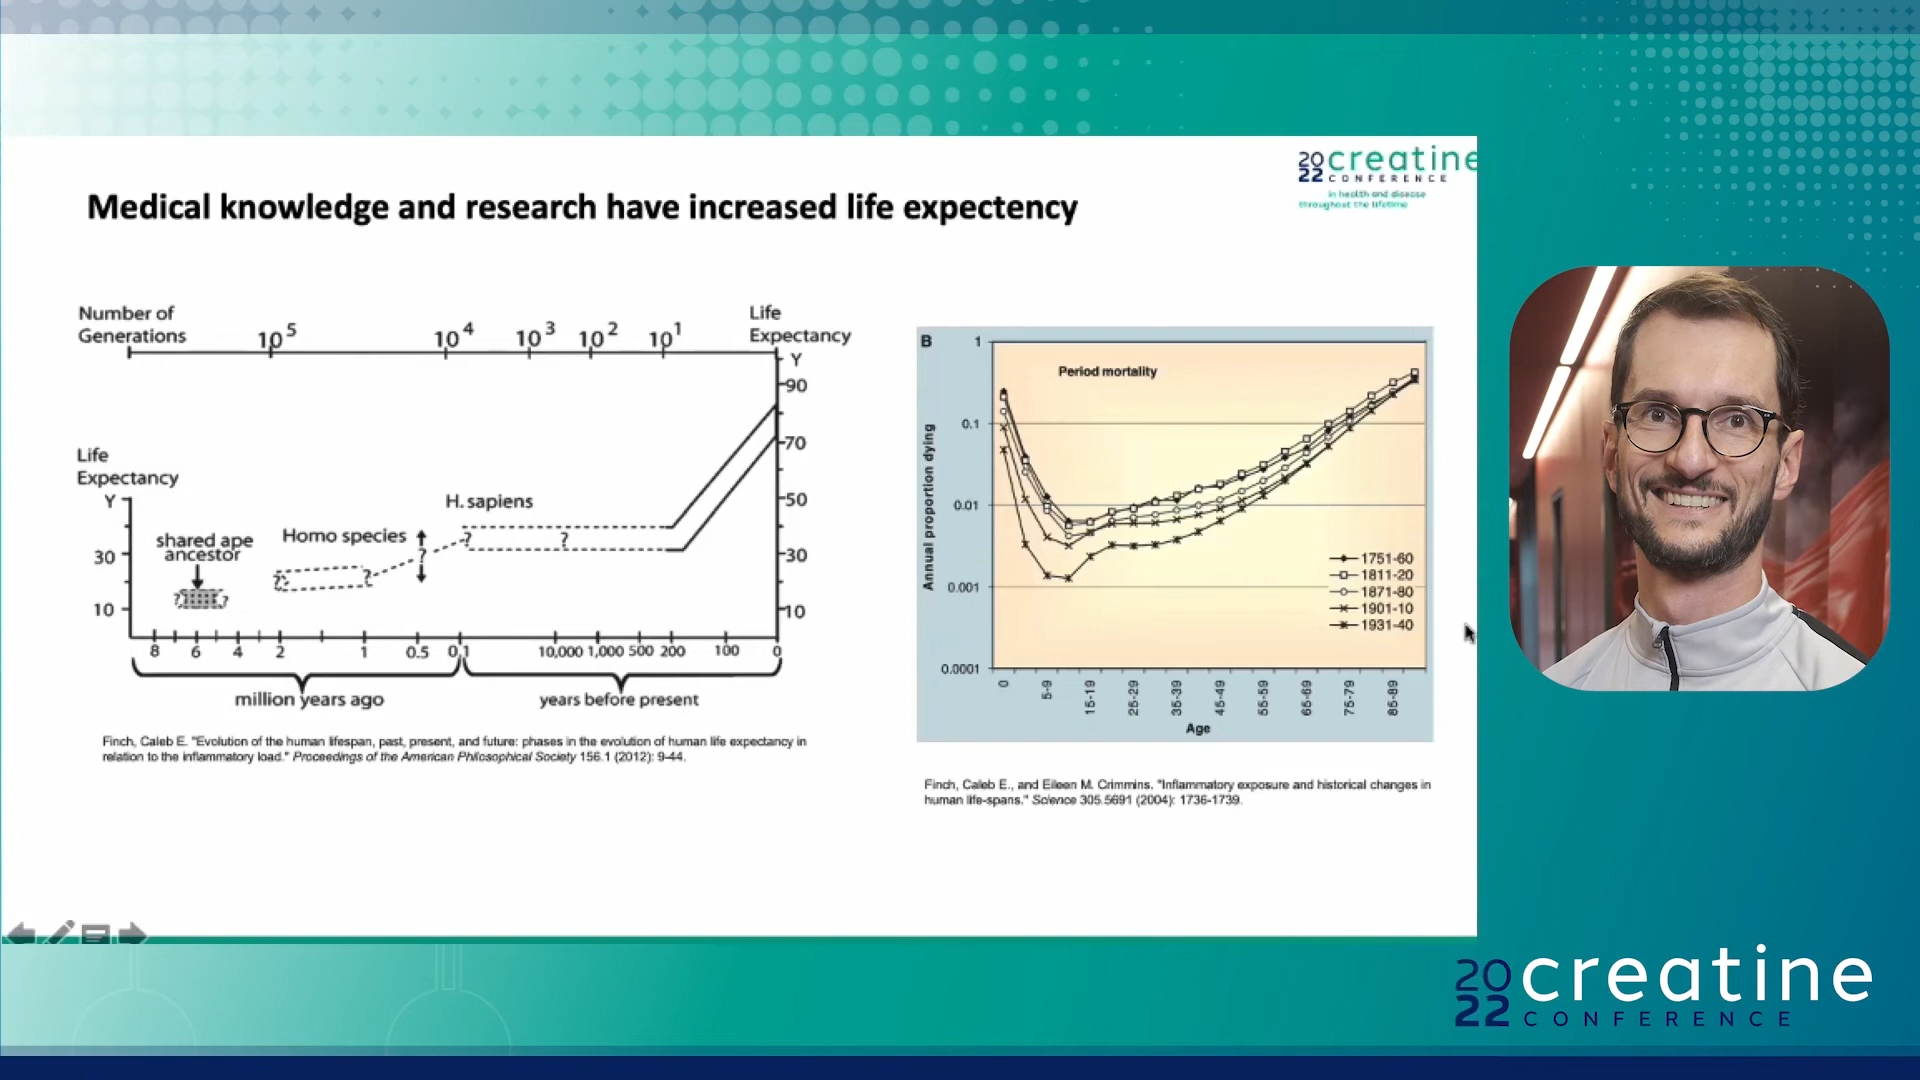 20
22
creatine
CONFERENCE
in health and disease
throughout the lifetime
Medical knowledge and research have increased life expectency
Number of
Generations
10^5
10^4
10^3
10^2
10^1
Life
Expectancy
Y
90
70
50
30
10
Life
Expectancy
Y
30
10
shared ape
ancestor
? ?
Homo species
? ?
?
H. sapiens
? ?
8 6 4 2 1 0.5 0.1 10,000 1,000 500 200 100 0
million years ago
years before present
Finch, Caleb E. "Evolution of the human lifespan, past, present, and future: phases in the evolution of human life expectancy in
relation to the inflammatory load." Proceedings of the American Philosophical Society 156.1 (2012): 9-44.
B
Period mortality
Annual proportion dying
1
0.1
0.01
0.001
0.0001
1751-60
1811-20
1871-80
1901-10
1931-40
0 5-9 15-19 25-29 35-39 45-49 55-59 65-69 75-79 85-89
Age
Finch, Caleb E., and Eileen M. Crimmins. "Inflammatory exposure and historical changes in
human life-spans." Science 305.5691 (2004): 1736-1739.
20
22
creatine
CONFERENCE